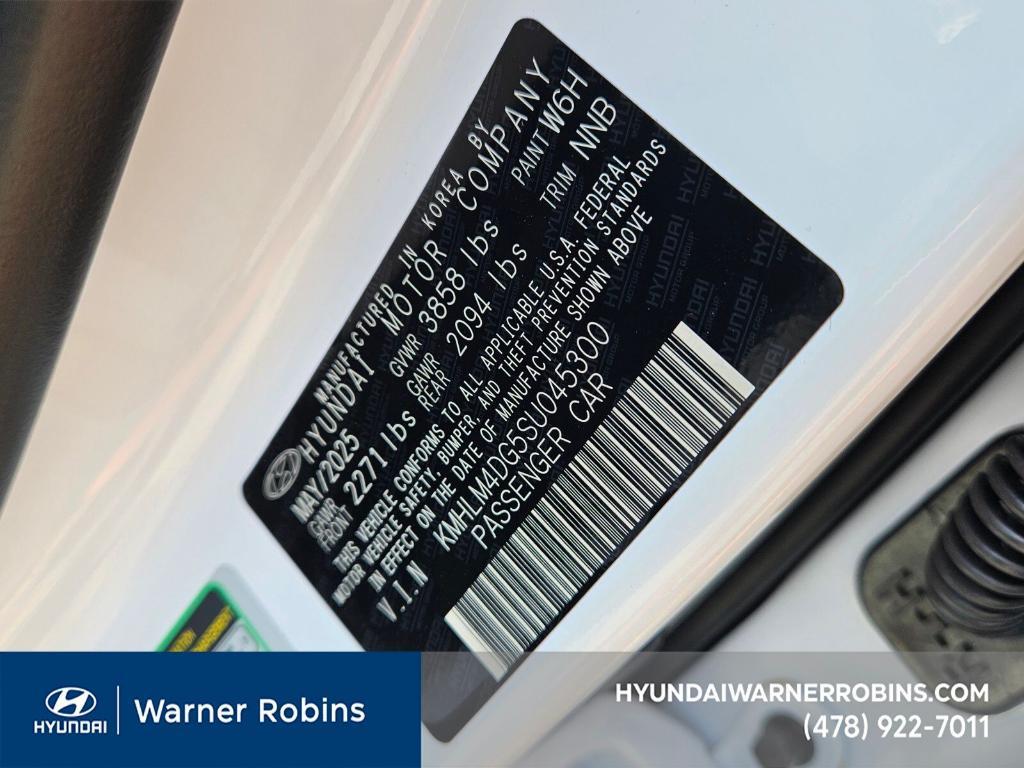 MANUFACTURED IN KOREA BY
HYUNDAI MOTOR COMPANY
MAY/2025 GVWR 3858 lbs PAINT W6H
GAWR FRONT 2271 lbs GAWR REAR 2094 lbs TRIM NNB
THIS VEHICLE CONFORMS TO ALL APPLICABLE U.S.A. FEDERAL
MOTOR VEHICLE SAFETY, BUMPER, AND THEFT PREVENTION STANDARDS
IN EFFECT ON THE DATE OF MANUFACTURE SHOWN ABOVE
V.I.N KMHLM4DG5SU045300
PASSENGER CAR
HYUNDAI
Warner Robins
HYUNDAIWARNERROBINS.COM
(478) 922-7011